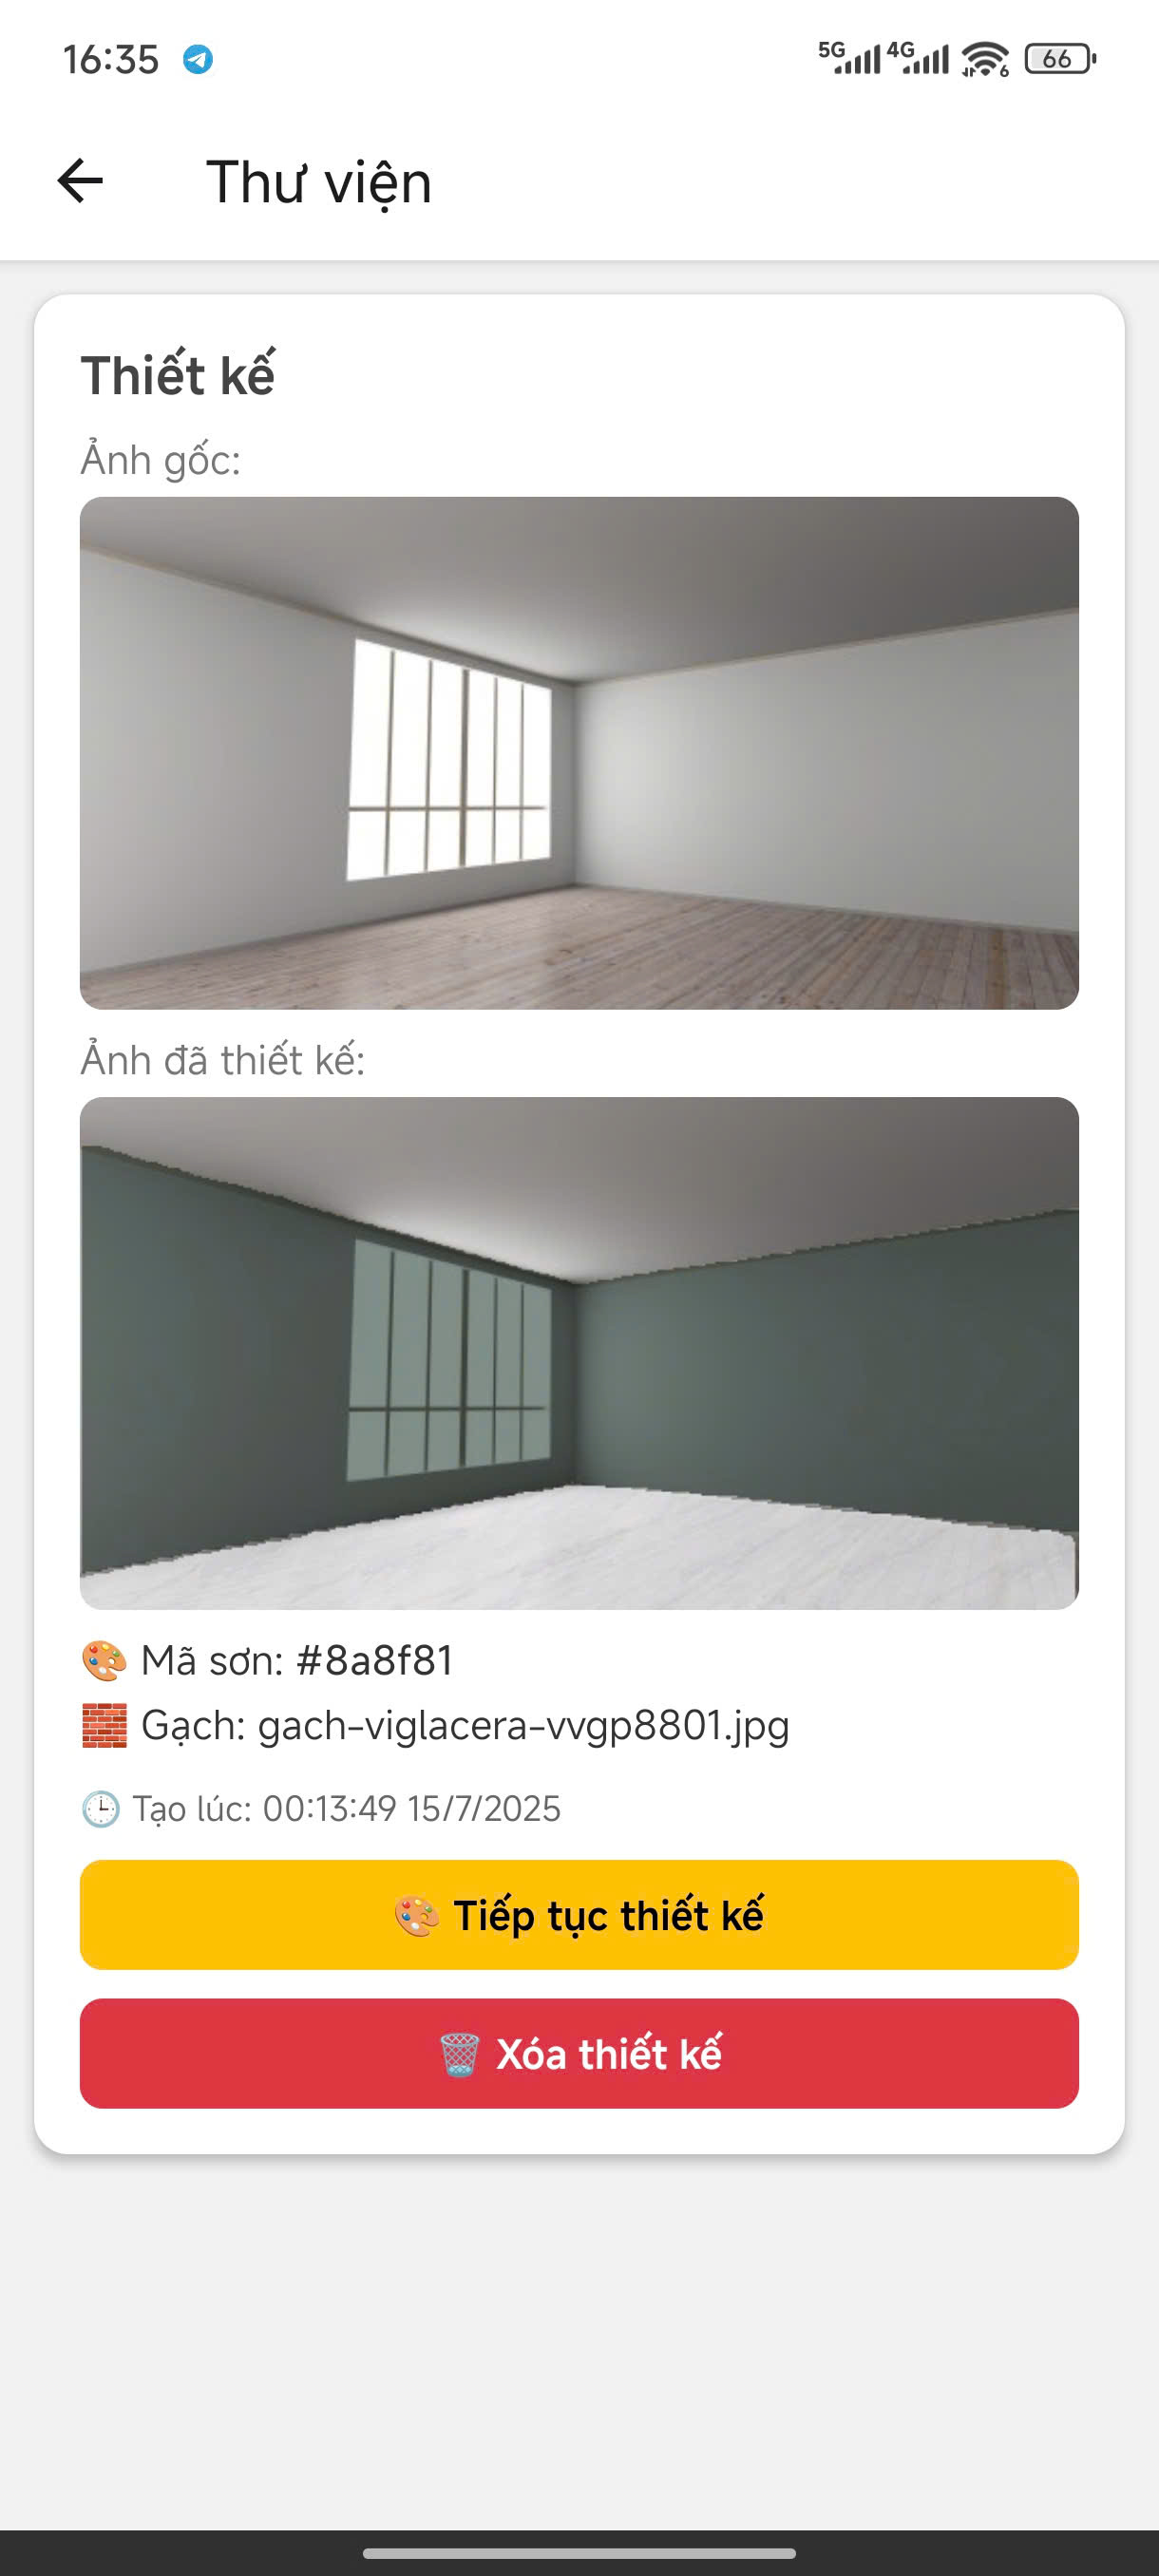 16:35 5G 4G 6 66
Thư viện
Thiết kế
Ảnh gốc:
Ảnh đã thiết kế:
Mã sơn: #8a8f81
Gạch: gach-viglacera-vvgp8801.jpg
Tạo lúc: 00:13:49 15/7/2025
Tiếp tục thiết kế
Xóa thiết kế